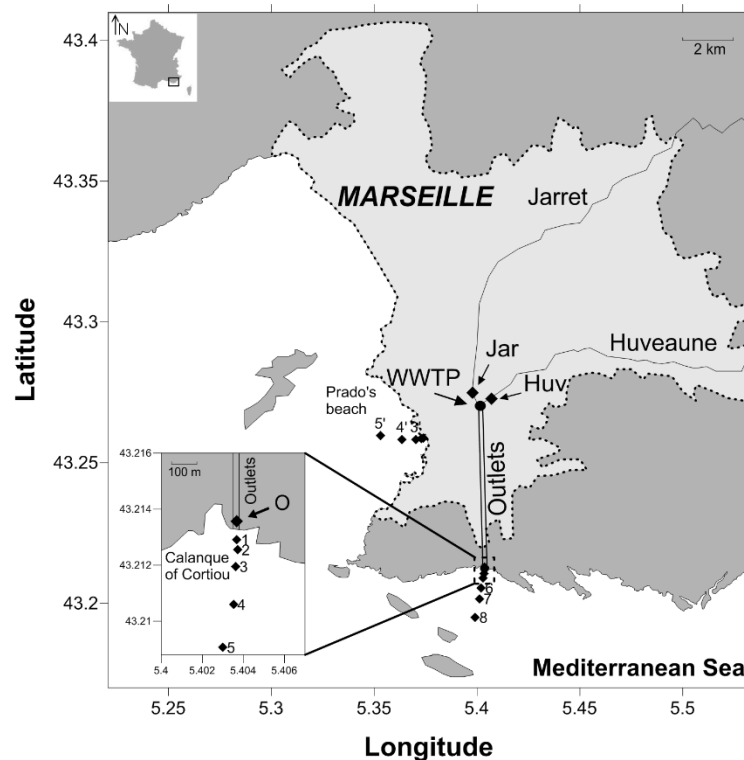 N
43.4
2 km
43.35
MARSEILLE
Jarret
Latitude
43.3
Huveaune
Jar
WWTP
Huv
Prado's
beach
5' 4' 3'
43.25
Outlets
43.216
100 m
43.214
Outlets
O
Calanque
of Cortiou
43.212
1
2
3
4
5
43.21
5.4 5.402 5.404 5.406
43.2
6
7
8
Mediterranean Sea
5.25 5.3 5.35 5.4 5.45 5.5
Longitude